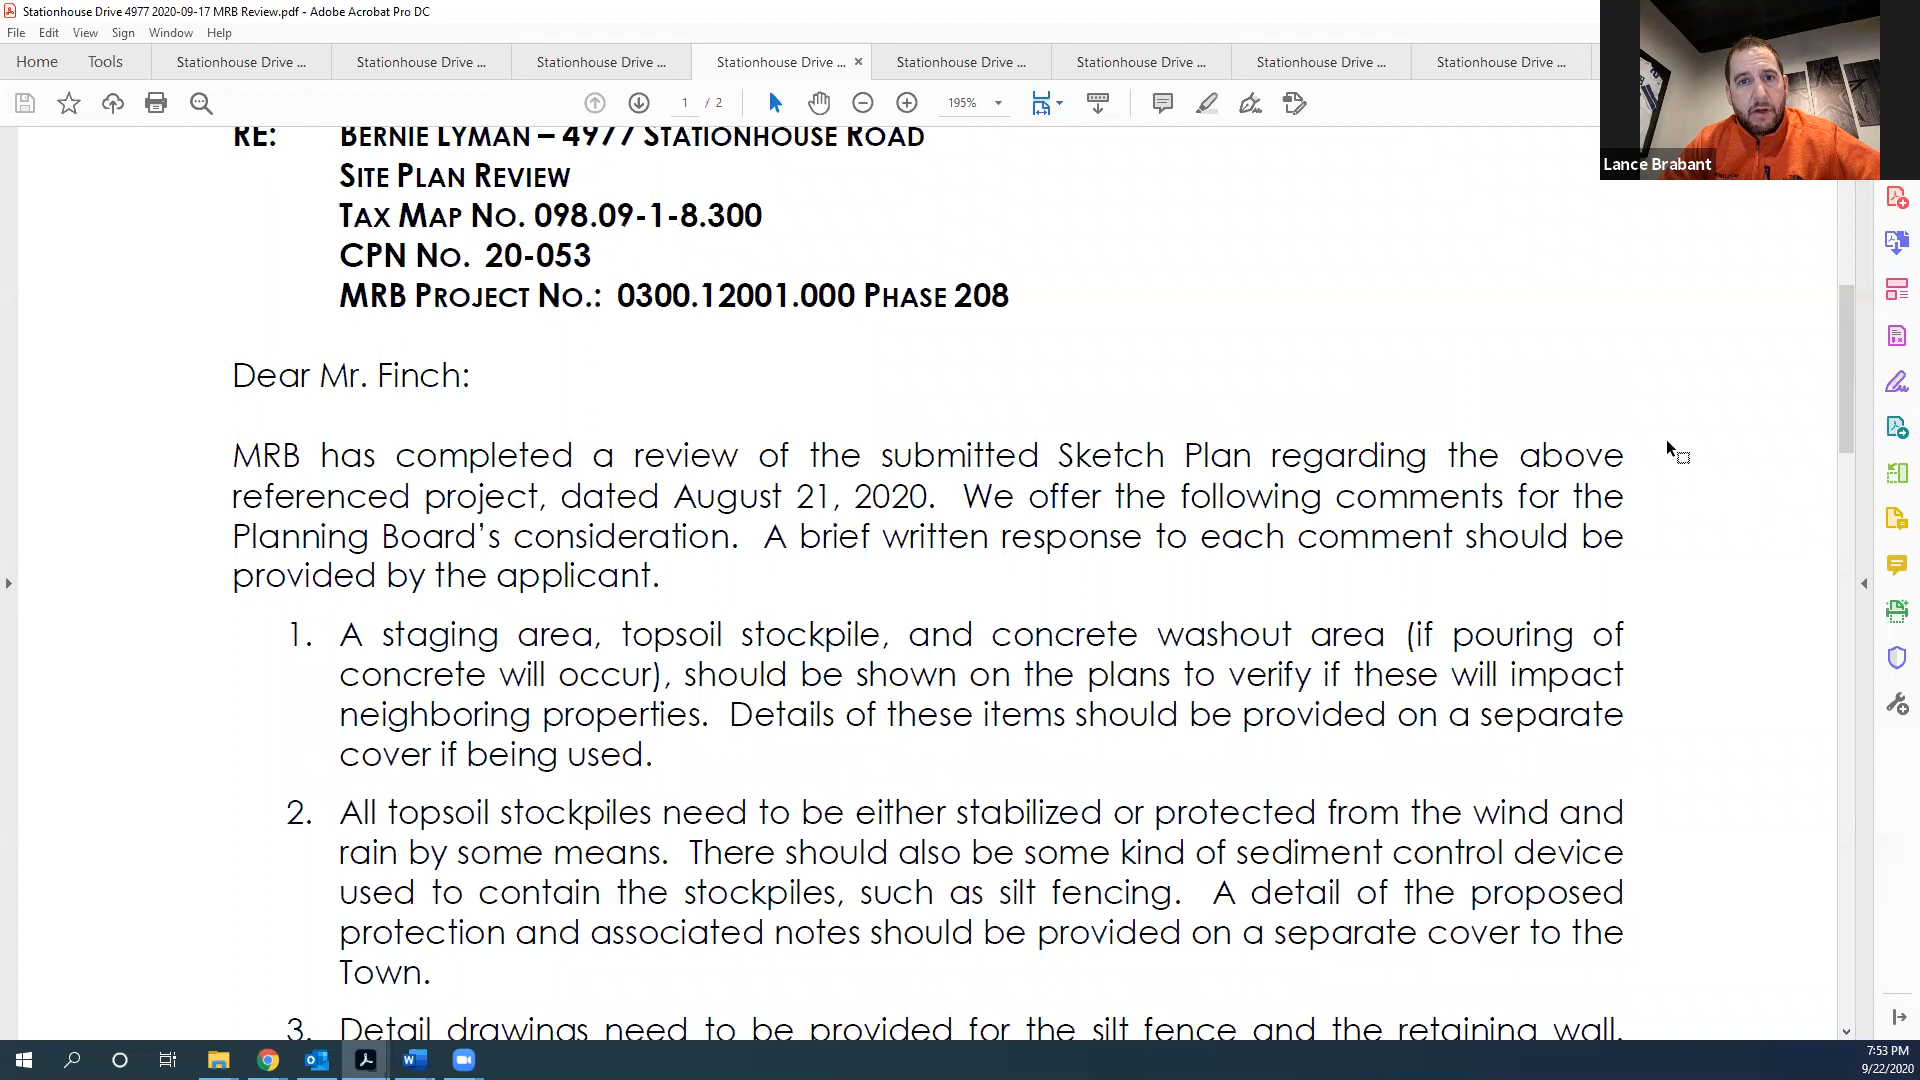 Stationhouse Drive 4977 2020-09-17 MRB Review.pdf - Adobe Acrobat Pro DC
File Edit View Sign Window Help
Home Tools Stationhouse Drive ... Stationhouse Drive ... Stationhouse Drive ... Stationhouse Drive ... × Stationhouse Drive ... Stationhouse Drive ... Stationhouse Drive ... Stationhouse Drive ...
1 / 2 195%
Lance Brabant
RE: BERNIE LYMAN – 4977 STATIONHOUSE ROAD
SITE PLAN REVIEW
TAX MAP NO. 098.09-1-8.300
CPN NO. 20-053
MRB PROJECT NO.: 0300.12001.000 PHASE 208
Dear Mr. Finch:
MRB has completed a review of the submitted Sketch Plan regarding the above
referenced project, dated August 21, 2020. We offer the following comments for the
Planning Board’s consideration. A brief written response to each comment should be
provided by the applicant.
1. A staging area, topsoil stockpile, and concrete washout area (if pouring of
concrete will occur), should be shown on the plans to verify if these will impact
neighboring properties. Details of these items should be provided on a separate
cover if being used.
2. All topsoil stockpiles need to be either stabilized or protected from the wind and
rain by some means. There should also be some kind of sediment control device
used to contain the stockpiles, such as silt fencing. A detail of the proposed
protection and associated notes should be provided on a separate cover to the
Town.
3. Detail drawings need to be provided for the silt fence and the retaining wall.
7:53 PM
9/22/2020